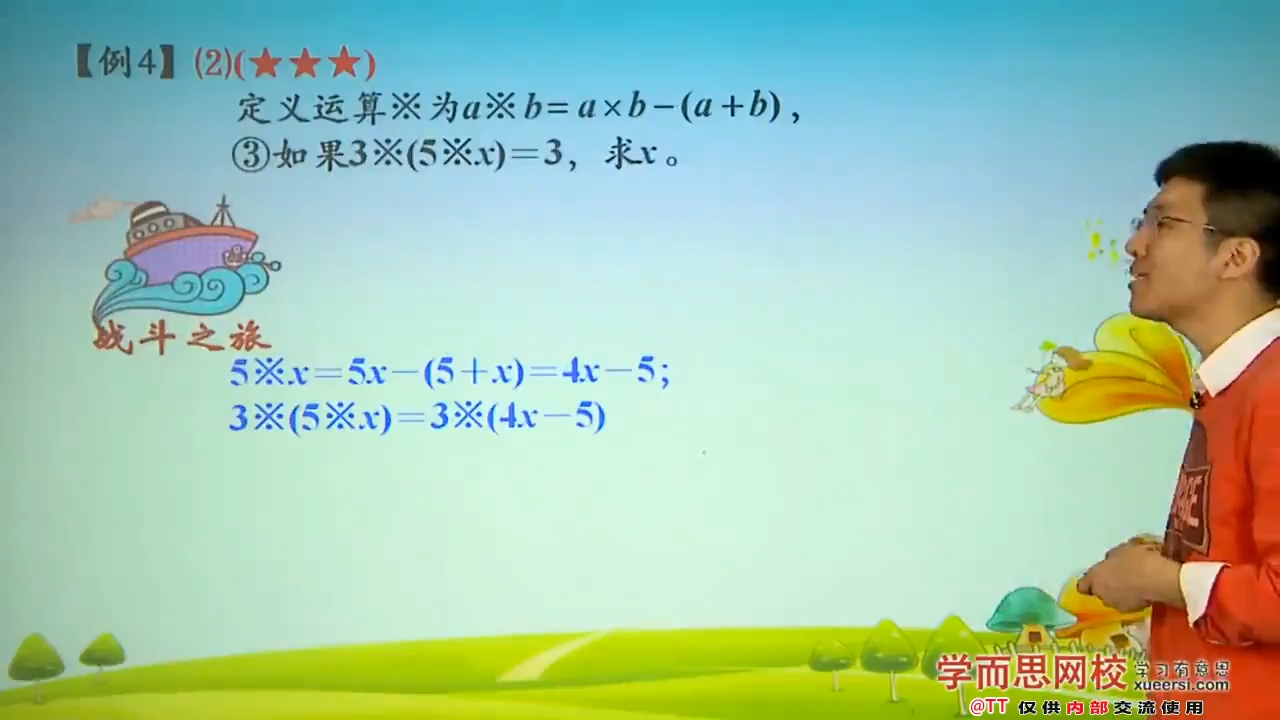 【例4】(2)(★★★)
定义运算※为a※b=a×b-(a+b)，
③如果3※(5※x)=3，求x。
战斗之旅
5※x=5x-(5+x)=4x-5;
3※(5※x)=3※(4x-5)
学而思网校 学习有意思
xueersi.com
@TT 仅供内部交流使用